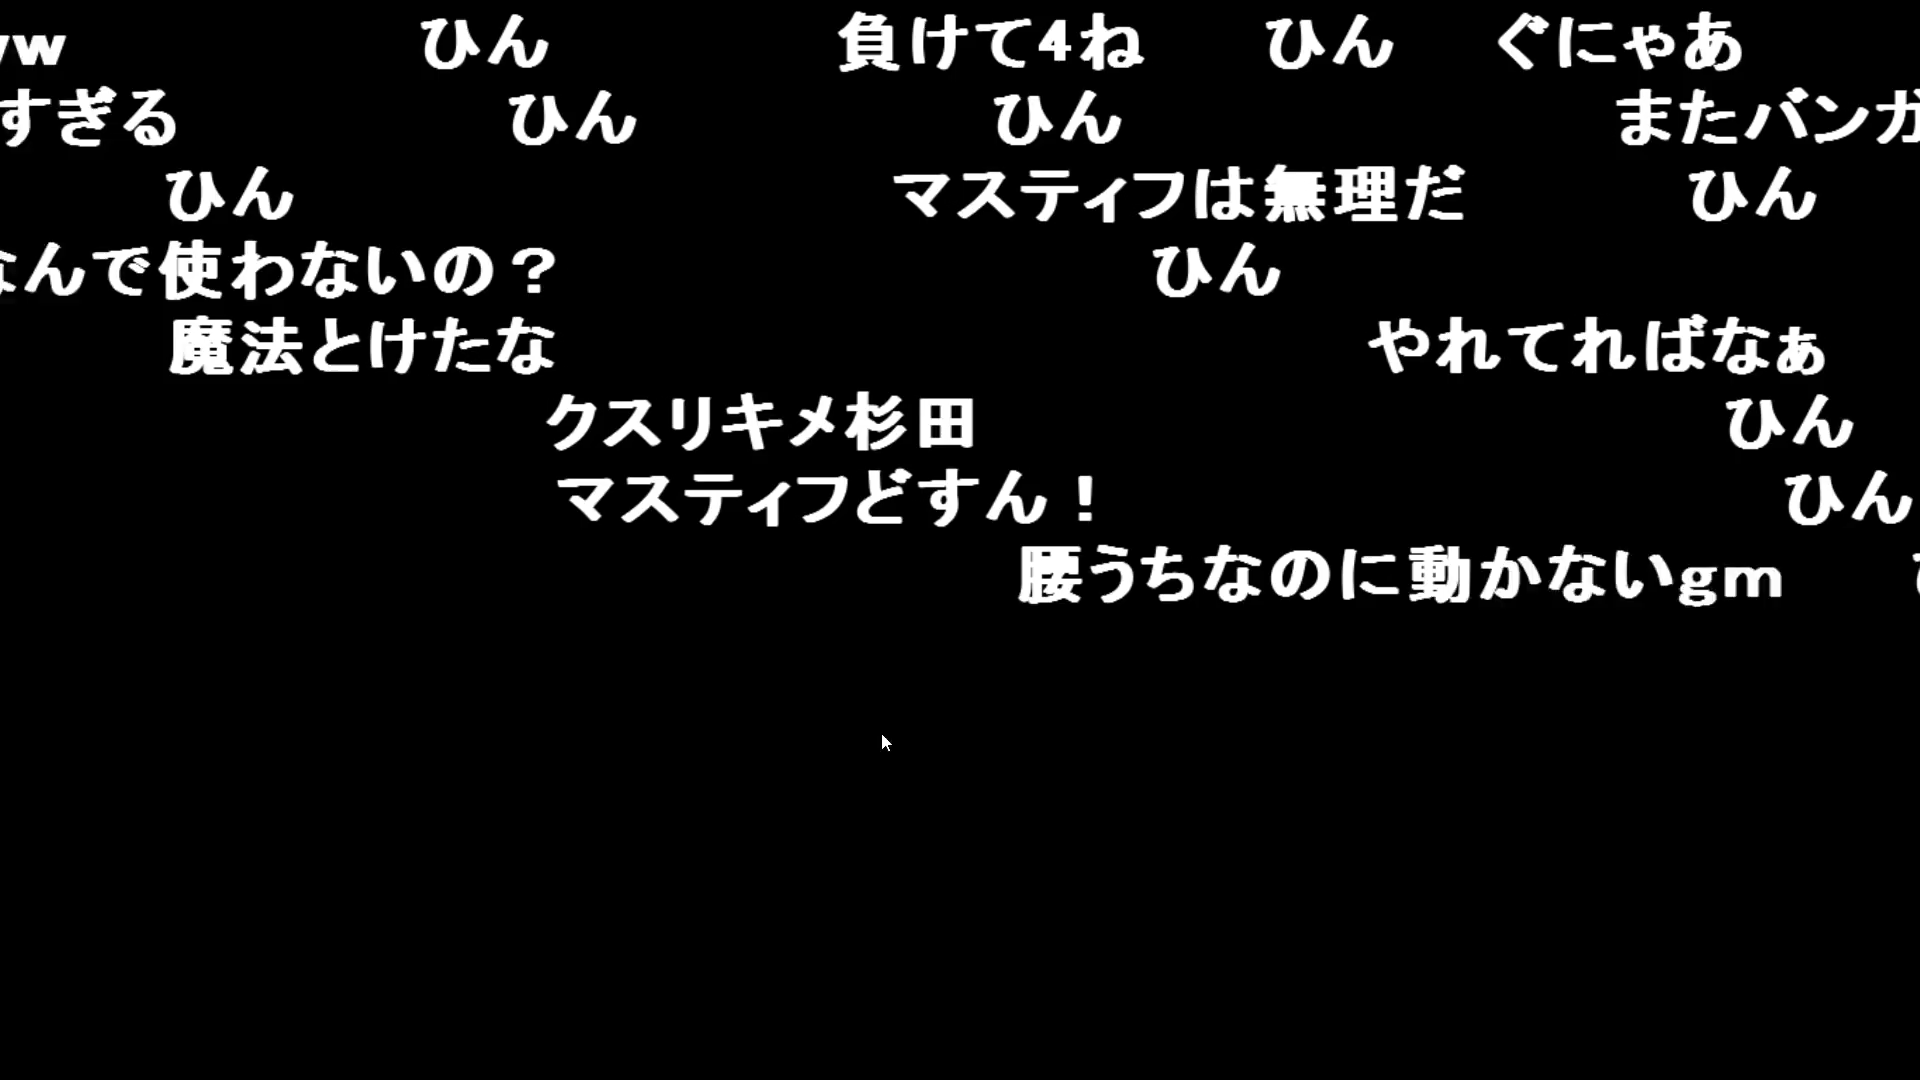 ww ひん 負けて4ね ひん ぐにゃあ
すぎる ひん ひん またバンガ
ひん マスティフは無理だ ひん
なんで使わないの？ ひん
魔法とけたな やれてればなぁ
クスリキメ杉田 ひん
マスティフどすん！ ひん
腰うちなのに動かないgm